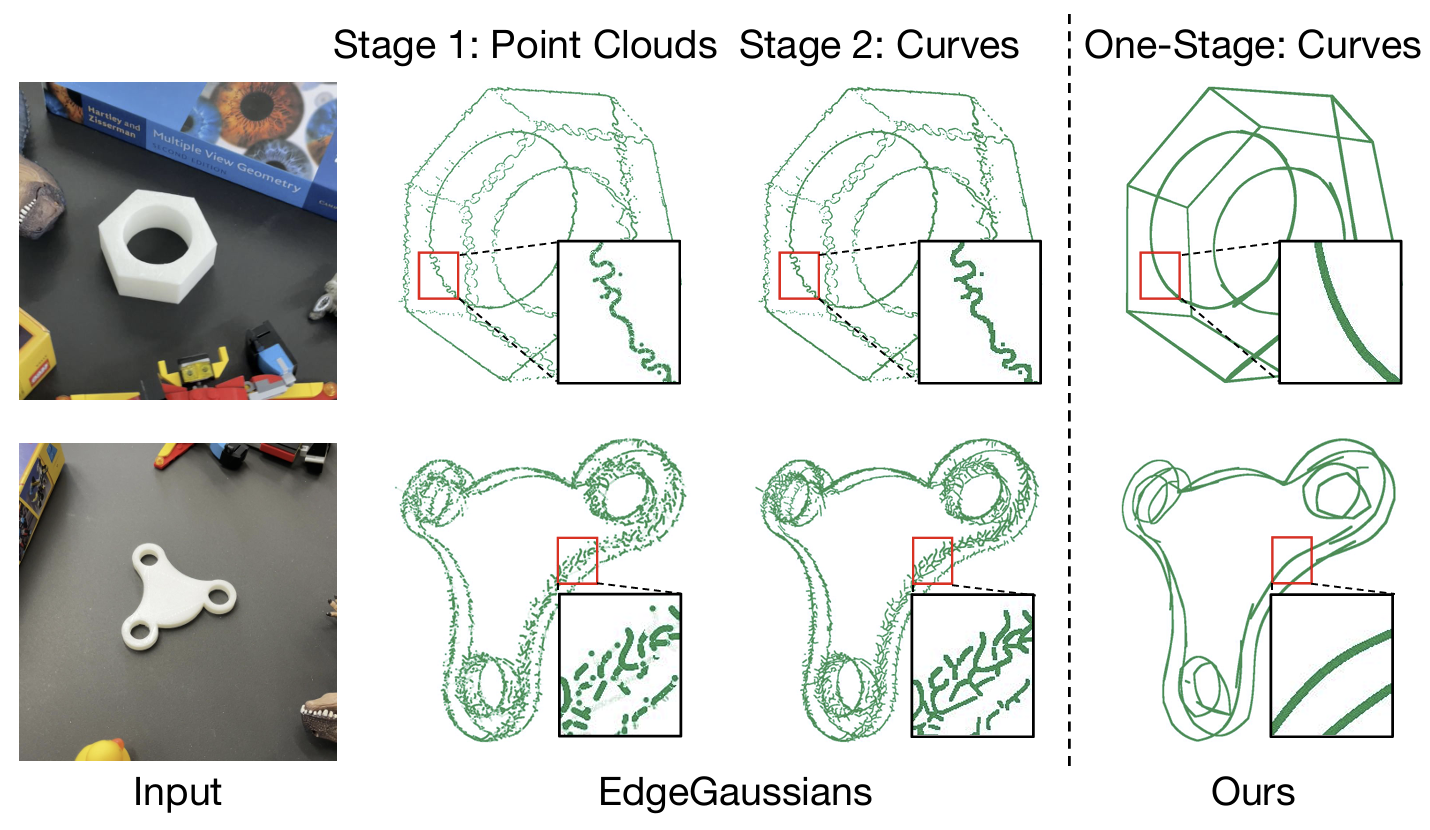 Stage 1: Point Clouds Stage 2: Curves One-Stage: Curves
Hartley and
Zisserman
Multiple View Geometry
SECOND EDITION
Input EdgeGaussians Ours